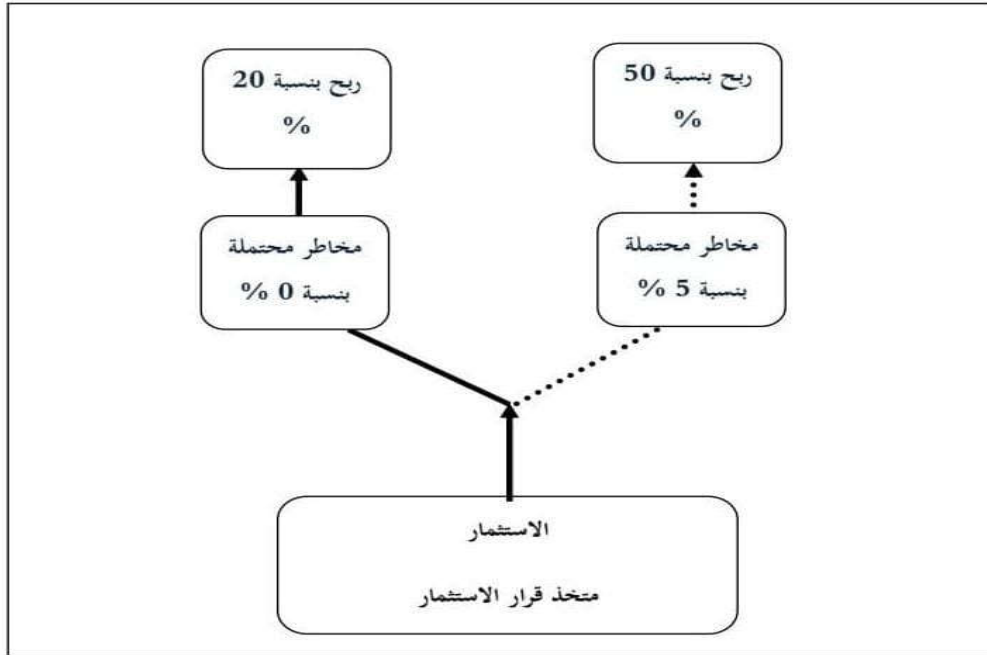 ربح بنسبة 50
%
ربح بنسبة 20
%
مخاطر محتملة
بنسبة 5 %
مخاطر محتملة
بنسبة 0 %
الاستثمار
متخذ قرار الاستثمار